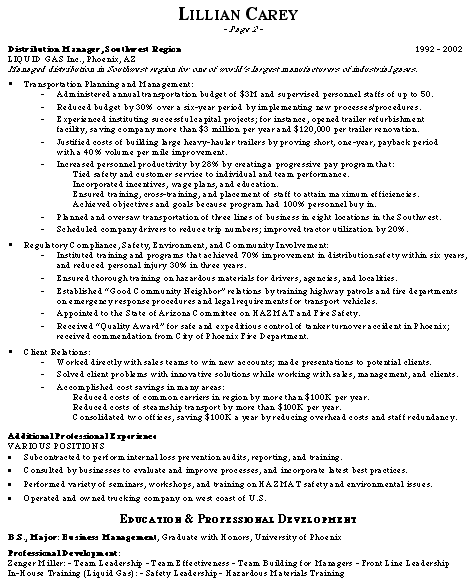 LILLIAN CAREY
- Page 2 -
Distribution Manager, Southwest Region 1992 - 2002
LIQUID GAS Inc., Phoenix, AZ
Managed distribution in Southwest region for one of world's largest manufacturers of industrial gases.
• Transportation Planning and Management:
- Administered annual transportation budget of $3M and supervised personnel staffs of up to 50.
- Reduced budget by 30% over a six-year period by implementing new processes/procedures.
- Experienced instituting successful capital projects; for instance, opened trailer refurbishment
facility, saving company more than $3 million per year and $120,000 per trailer renovation.
- Justified costs of building large heavy-hauler trailers by proving short, one-year, payback period
with a 40% volume per mile improvement.
- Increased personnel productivity by 28% by creating a progressive pay program that:
Tied safety and customer service to individual and team performance.
Incorporated incentives, wage plans, and education.
Ensured training, cross-training, and placement of staff to attain maximum efficiencies.
Achieved objectives and goals because program had 100% personnel buy in.
- Planned and oversaw transportation of three lines of business in eight locations in the Southwest.
- Scheduled company drivers to reduce trip numbers; improved tractor utilization by 20%.
• Regulatory Compliance, Safety, Environment, and Community Involvement:
- Instituted training and programs that achieved 70% improvement in distribution safety within six years,
and reduced personal injury 30% in three years.
- Ensured thorough training on hazardous materials for drivers, agencies, and localities.
- Established "Good Community Neighbor" relations by training highway patrols and fire departments
on emergency response procedures and legal requirements for transport vehicles.
- Appointed to the State of Arizona Committee on HAZMAT and Fire Safety.
- Received "Quality Award" for safe and expeditious control of tanker turnover accident in Phoenix;
received commendation from City of Phoenix Fire Department.
• Client Relations:
- Worked directly with sales teams to win new accounts; made presentations to potential clients.
- Solved client problems with innovative solutions while working with sales, management, and clients.
- Accomplished cost savings in many areas:
Reduced costs of common carriers in region by more than $100K per year.
Reduced costs of steamship transport by more than $100K per year.
Consolidated two offices, saving $100K a year by reducing overhead costs and staff redundancy.
Additional Professional Experience
VARIOUS POSITIONS
• Subcontracted to perform internal loss prevention audits, reporting, and training.
• Consulted by businesses to evaluate and improve processes, and incorporate latest best practices.
• Performed variety of seminars, workshops, and training on HAZMAT safety and environmental issues.
• Operated and owned trucking company on west coast of U.S.
EDUCATION & PROFESSIONAL DEVELOPMENT
B.S., Major: Business Management, Graduate with Honors, University of Phoenix
Professional Development:
Zenger Miller: - Team Leadership - Team Effectiveness - Team Building for Managers - Front Line Leadership
In-House Training (Liquid Gas): - Safety Leadership - Hazardous Materials Training